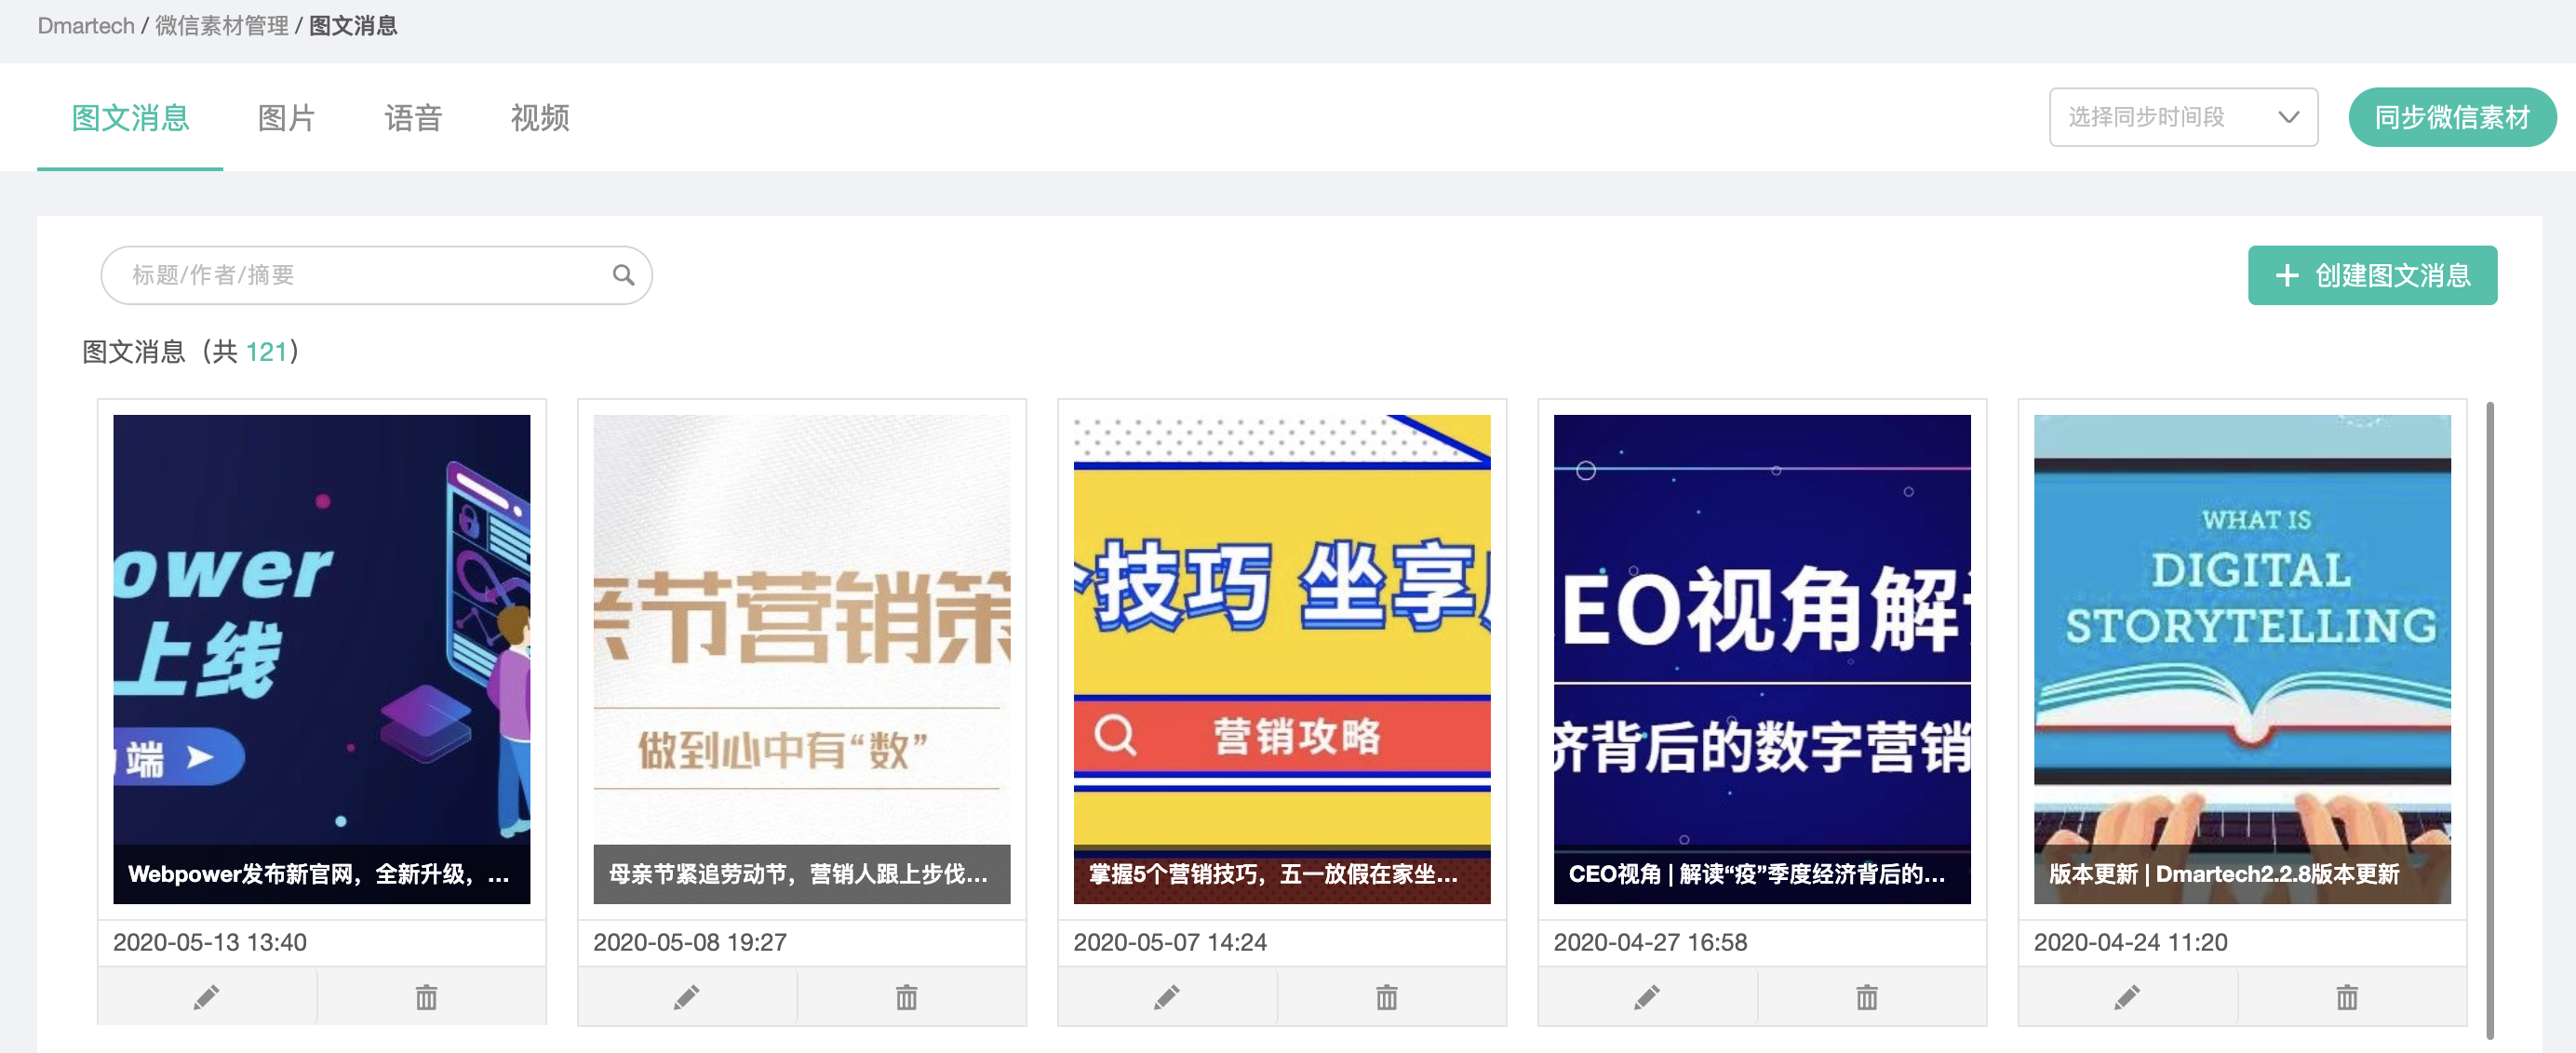 Dmartech / 微信素材管理 / 图文消息
图文消息 图片 语音 视频
选择同步时间段
同步微信素材
标题/作者/摘要
+ 创建图文消息
图文消息（共 121）
ower
上线
端
Webpower发布新官网，全新升级，...
2020-05-13 13:40
亲节营销策
做到心中有“数”
母亲节紧追劳动节，营销人跟上步伐...
2020-05-08 19:27
个技巧 坐享
营销攻略
掌握5个营销技巧，五一放假在家坐...
2020-05-07 14:24
EO视角解
济背后的数字营销
CEO视角 | 解读“疫”季度经济背后的...
2020-04-27 16:58
WHAT IS
DIGITAL
STORYTELLING
版本更新 | Dmartech2.2.8版本更新
2020-04-24 11:20